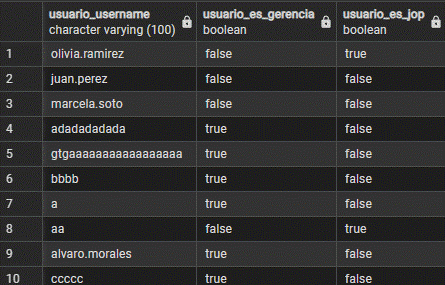 usuario_username usuario_es_gerencia usuario_es_jop
character varying (100) boolean boolean
1 olivia.ramirez false true
2 juan.perez false false
3 marcela.soto false false
4 adadadadada true false
5 gtgaaaaaaaaaaaaaaaaa true false
6 bbbb true false
7 a true false
8 aa false true
9 alvaro.morales true false
10 ccccc true false